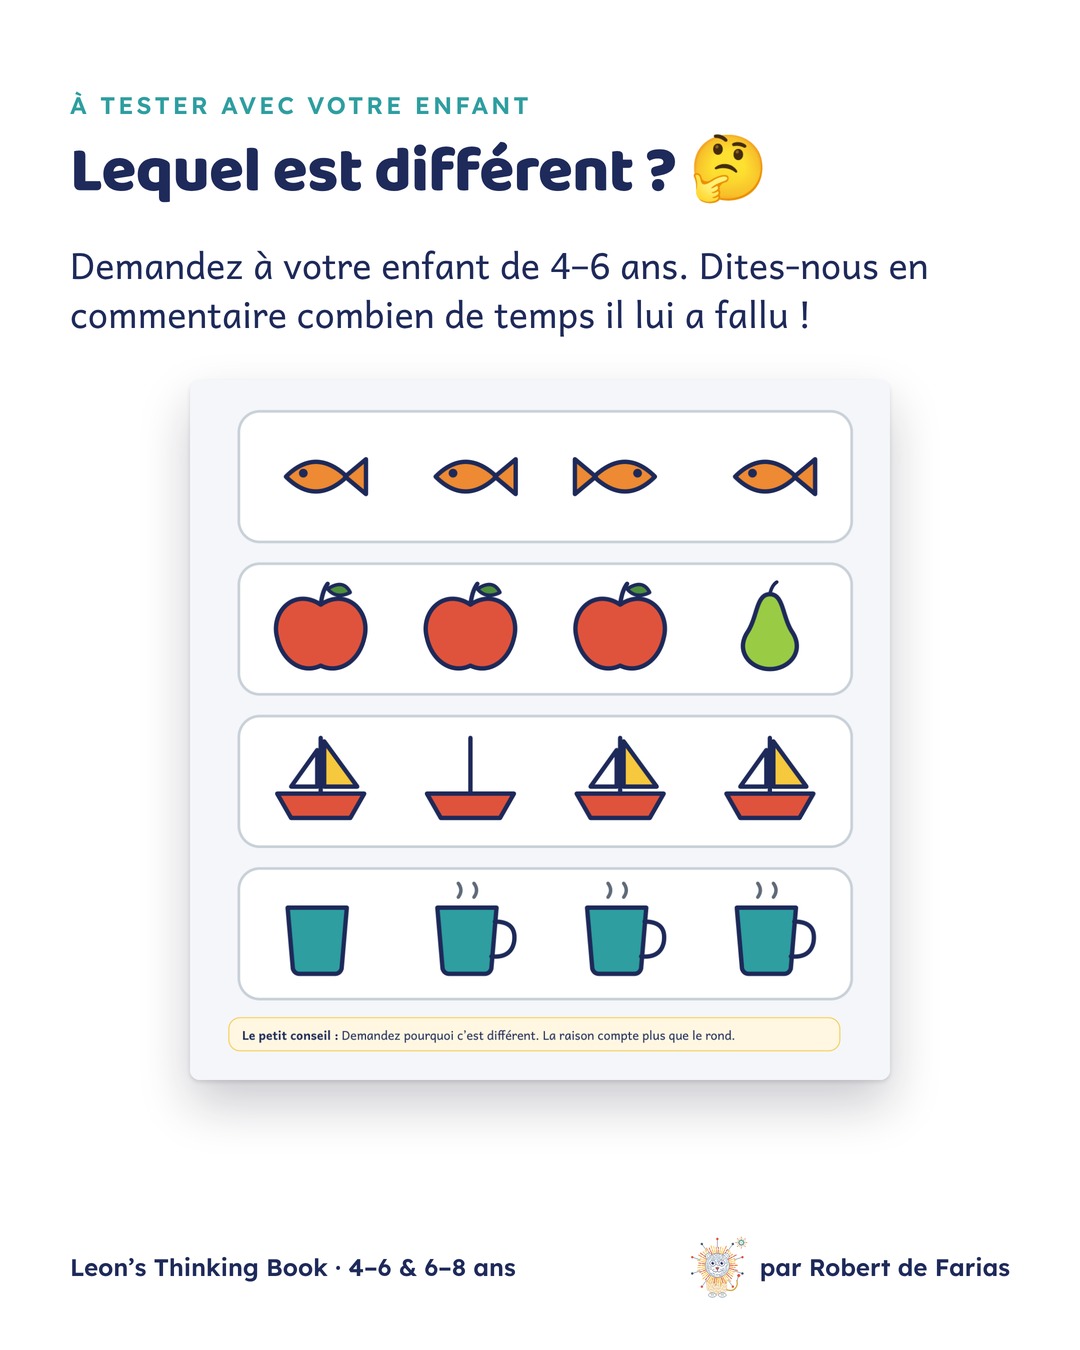 À TESTER AVEC VOTRE ENFANT
Lequel est différent ? 🤔
Demandez à votre enfant de 4–6 ans. Dites-nous en
commentaire combien de temps il lui a fallu !
Le petit conseil : Demandez pourquoi c'est différent. La raison compte plus que le rond.
Leon’s Thinking Book · 4–6 & 6–8 ans
par Robert de Farias